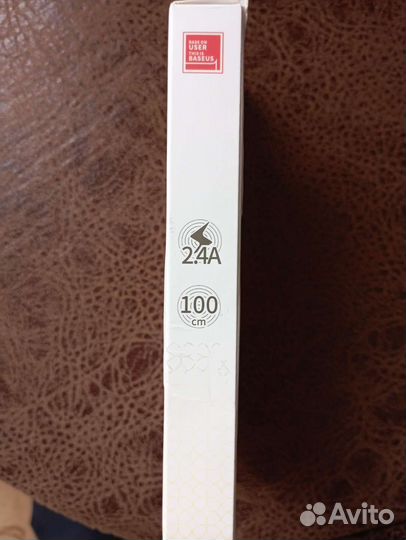 BASE ON
USER
THIS IS
BASEUS
2.4A
100
cm
Avito